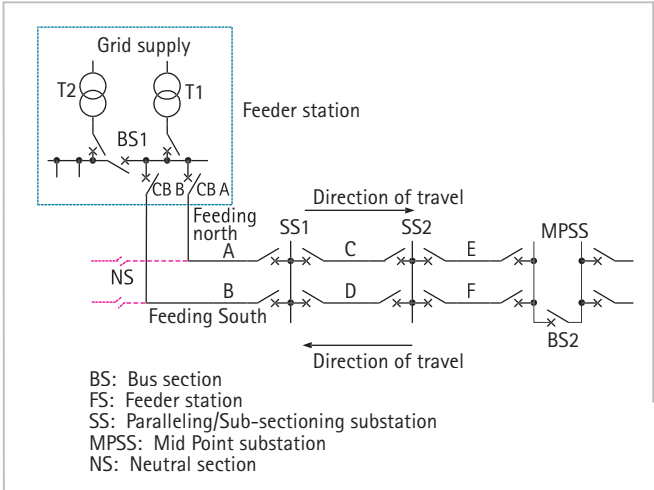 Grid supply
T2
T1
BS1
Feeder station
CB B
CB A
Feeding
north
Direction of travel
SS1
SS2
MPSS
A
C
E
NS
B
D
F
Feeding South
BS2
Direction of travel
BS: Bus section
FS: Feeder station
SS: Paralleling/Sub-sectioning substation
MPSS: Mid Point substation
NS: Neutral section